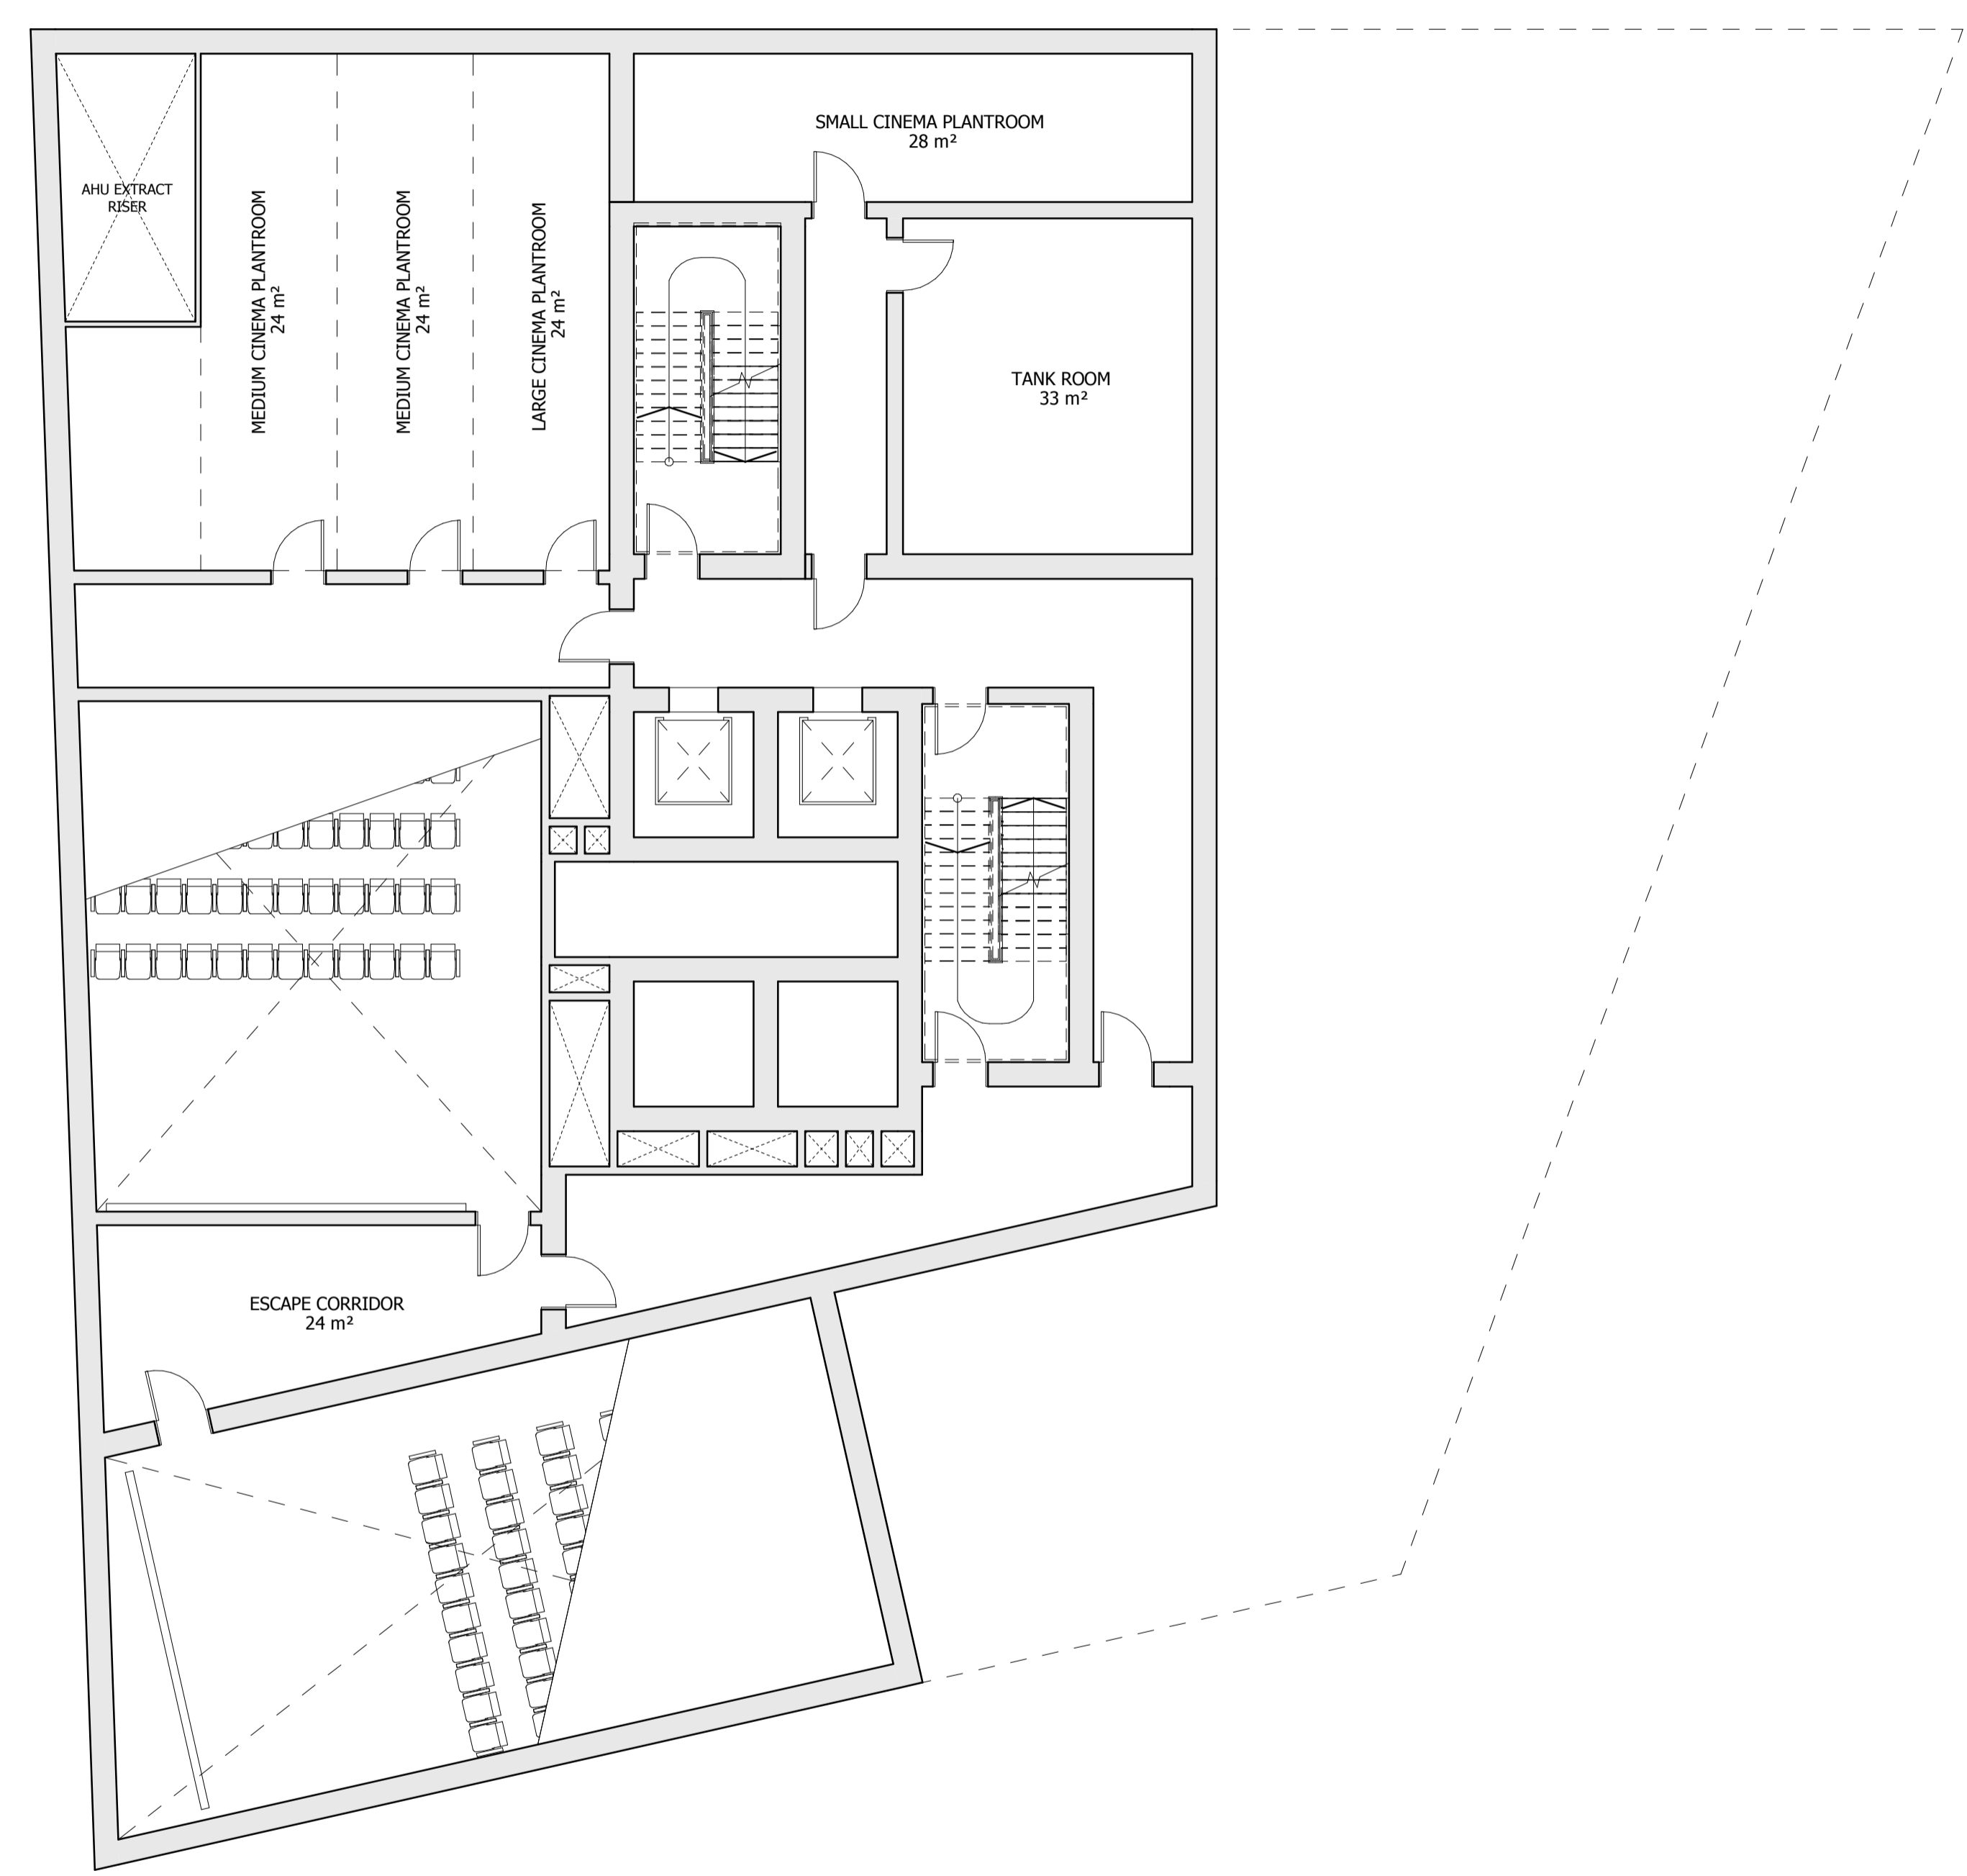 SMALL CINEMA PLANTROOM
28 m²
AHU EXTRACT
RISER
MEDIUM CINEMA PLANTROOM
24 m²
MEDIUM CINEMA PLANTROOM
24 m²
LARGE CINEMA PLANTROOM
24 m²
TANK ROOM
33 m²
ESCAPE CORRIDOR
24 m²